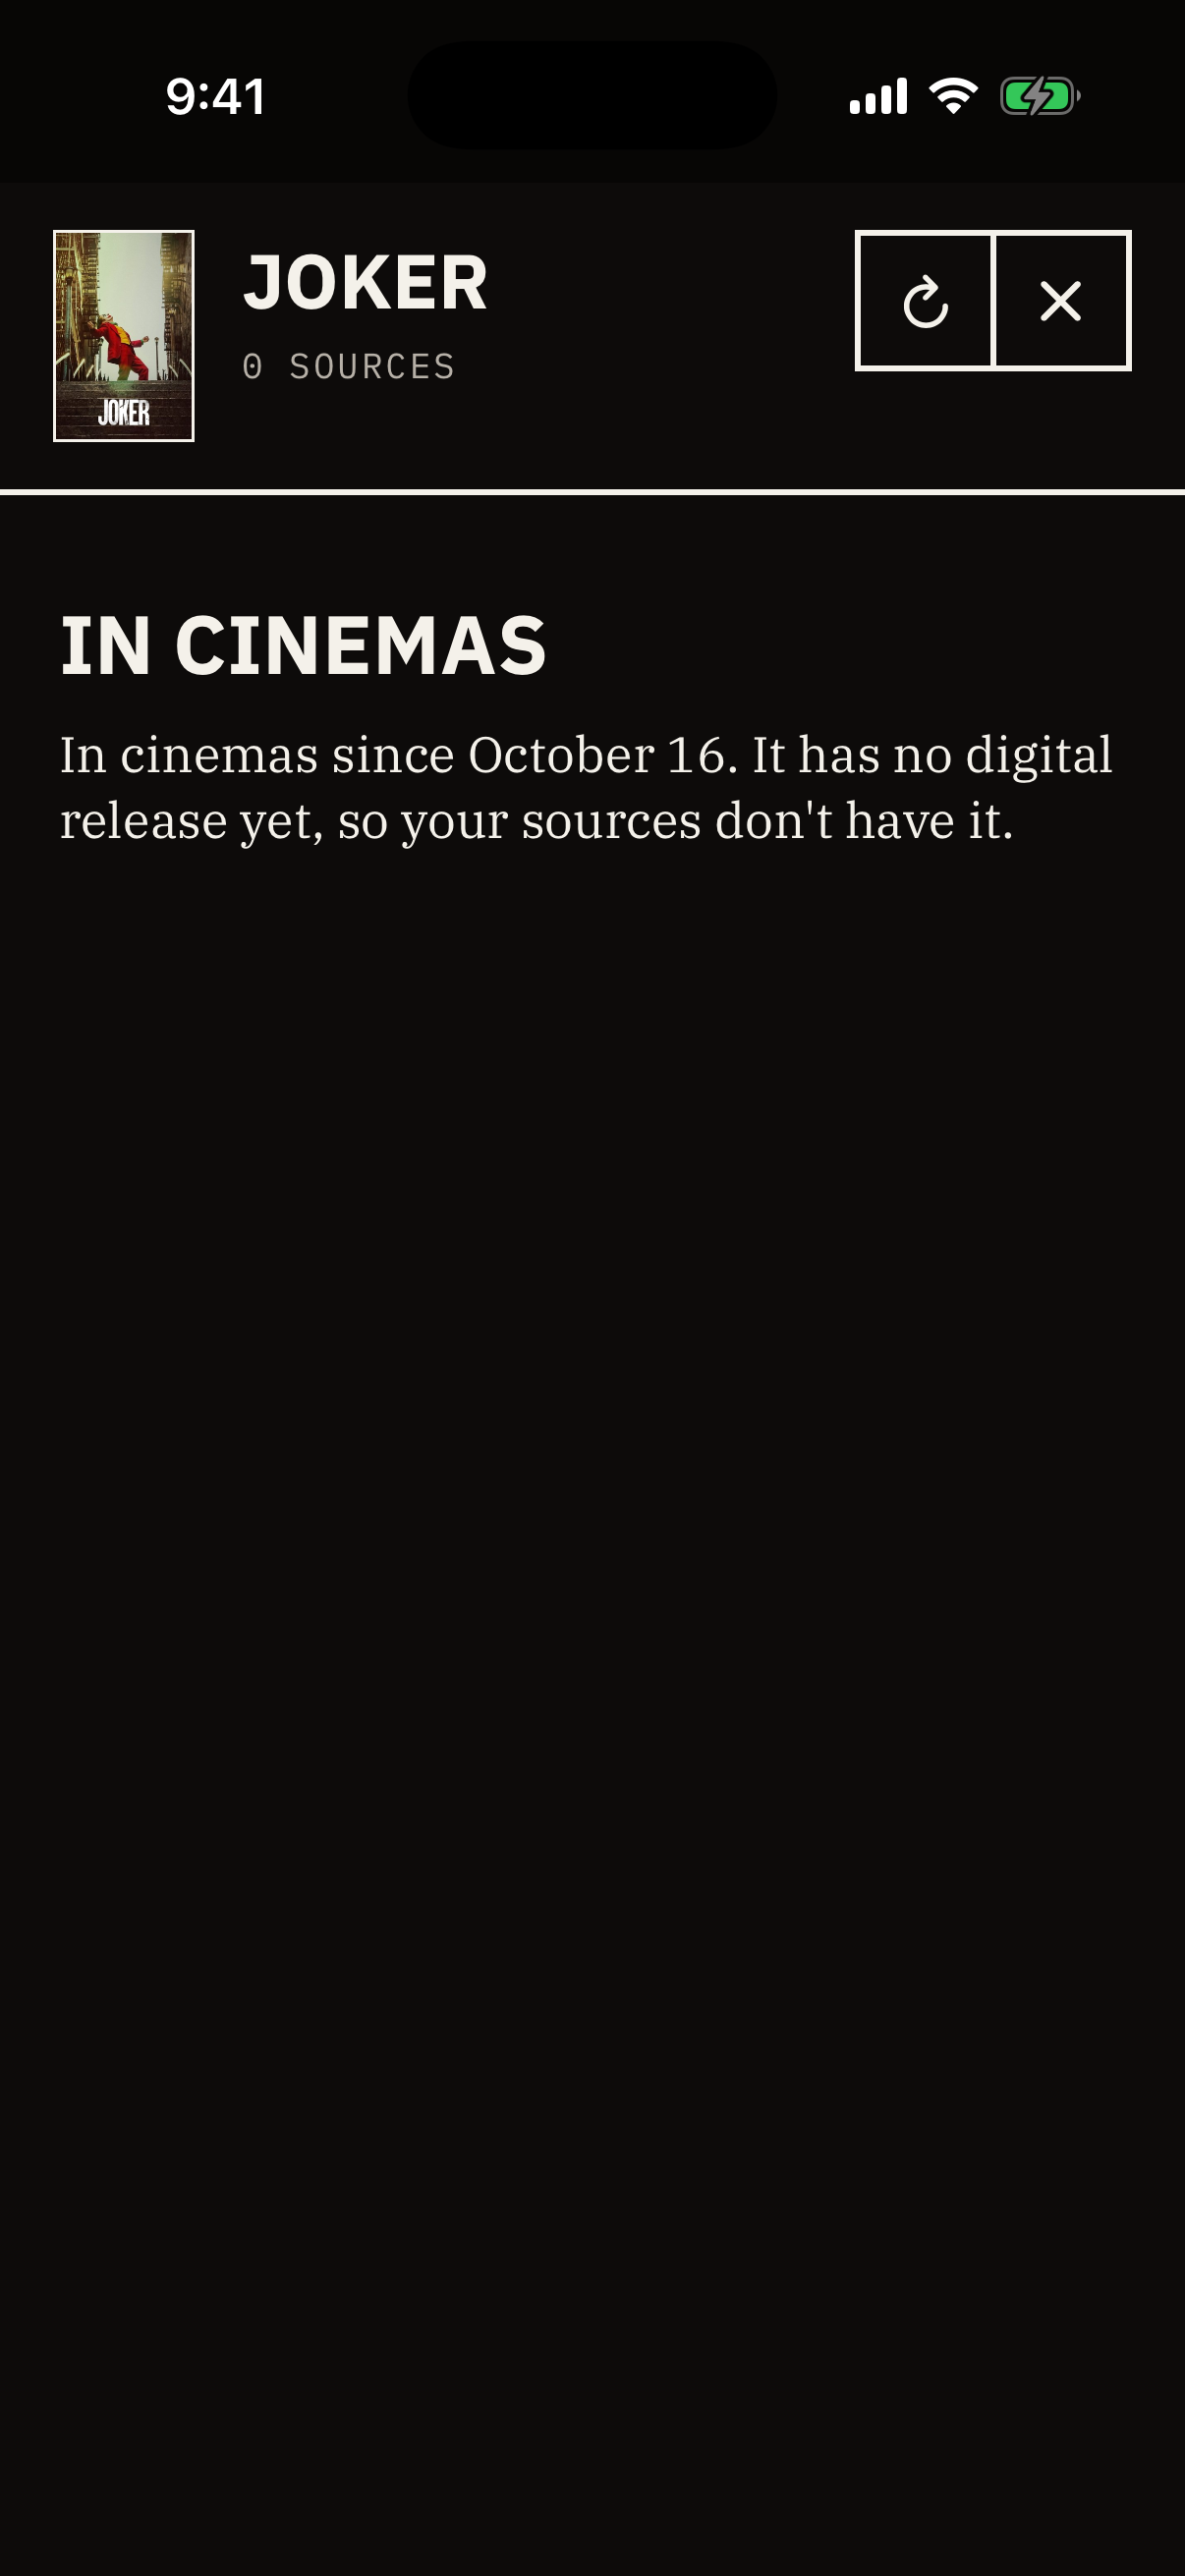 9:41
JOKER
0 SOURCES
JOKER
IN CINEMAS
In cinemas since October 16. It has no digital
release yet, so your sources don't have it.